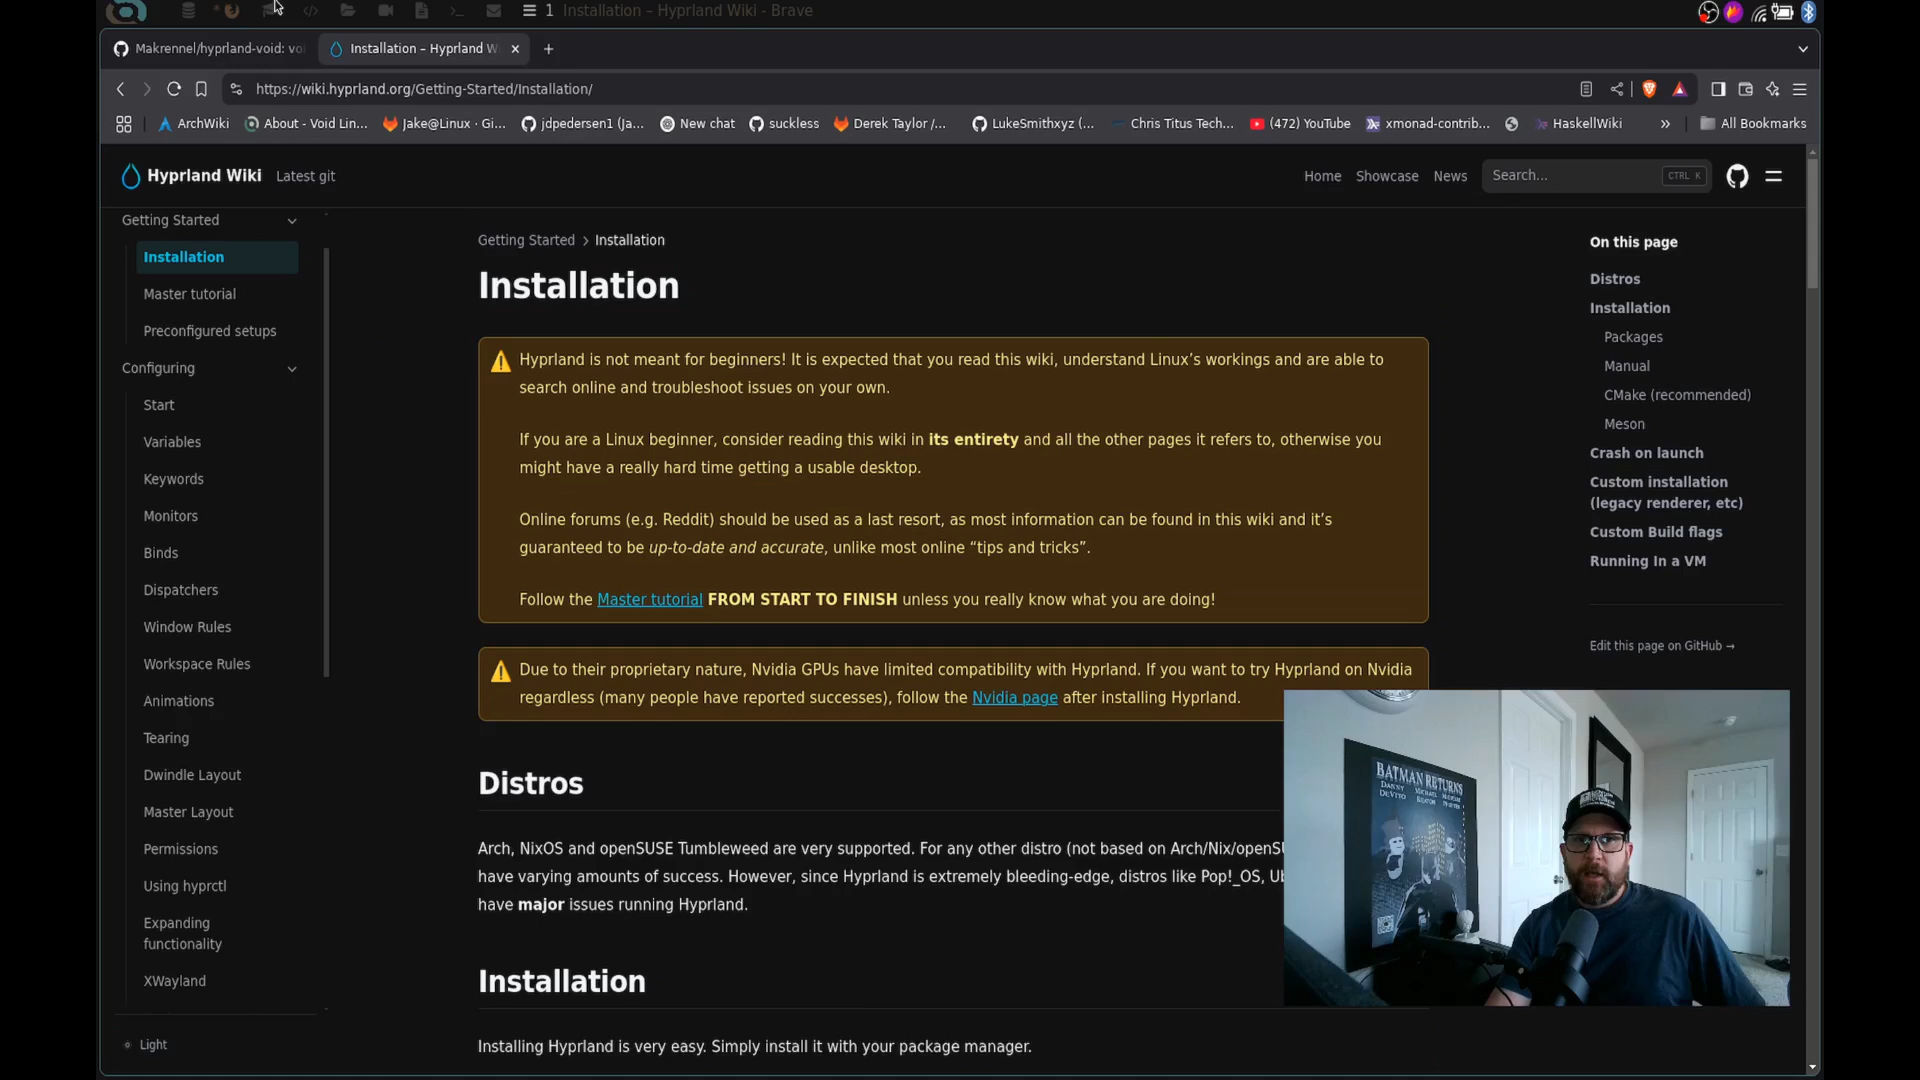 1 Installation – Hyprland Wiki - Brave
Makrennel/hyprland-void: vo
Installation – Hyprland W
https://wiki.hyprland.org/Getting-Started/Installation/
ArchWiki
About - Void Lin...
Jake@Linux · Gi...
jdpedersen1 (Ja...
New chat
suckless
Derek Taylor /...
LukeSmithxyz (...
Chris Titus Tech...
(472) YouTube
xmonad-contrib...
HaskellWiki
»
All Bookmarks
Hyprland Wiki
Latest git
Home
Showcase
News
Search...
CTRL K
Getting Started
Installation
Master tutorial
Preconfigured setups
Configuring
Start
Variables
Keywords
Monitors
Binds
Dispatchers
Window Rules
Workspace Rules
Animations
Tearing
Dwindle Layout
Master Layout
Permissions
Using hyprctl
Expanding
functionality
XWayland
Light
Getting Started > Installation
Installation
Hyprland is not meant for beginners! It is expected that you read this wiki, understand Linux’s workings and are able to
search online and troubleshoot issues on your own.
If you are a Linux beginner, consider reading this wiki in its entirety and all the other pages it refers to, otherwise you
might have a really hard time getting a usable desktop.
Online forums (e.g. Reddit) should be used as a last resort, as most information can be found in this wiki and it’s
guaranteed to be up-to-date and accurate, unlike most online “tips and tricks”.
Follow the Master tutorial FROM START TO FINISH unless you really know what you are doing!
Due to their proprietary nature, Nvidia GPUs have limited compatibility with Hyprland. If you want to try Hyprland on Nvidia
regardless (many people have reported successes), follow the Nvidia page after installing Hyprland.
Distros
Arch, NixOS and openSUSE Tumbleweed are very supported. For any other distro (not based on Arch/Nix/openSU
have varying amounts of success. However, since Hyprland is extremely bleeding-edge, distros like Pop!_OS, Ub
have major issues running Hyprland.
Installation
Installing Hyprland is very easy. Simply install it with your package manager.
On this page
Distros
Installation
Packages
Manual
CMake (recommended)
Meson
Crash on launch
Custom installation
(legacy renderer, etc)
Custom Build flags
Running In a VM
Edit this page on GitHub →
BATMAN RETURNS
DANNY
DEVITO
MICHAEL
KEATON